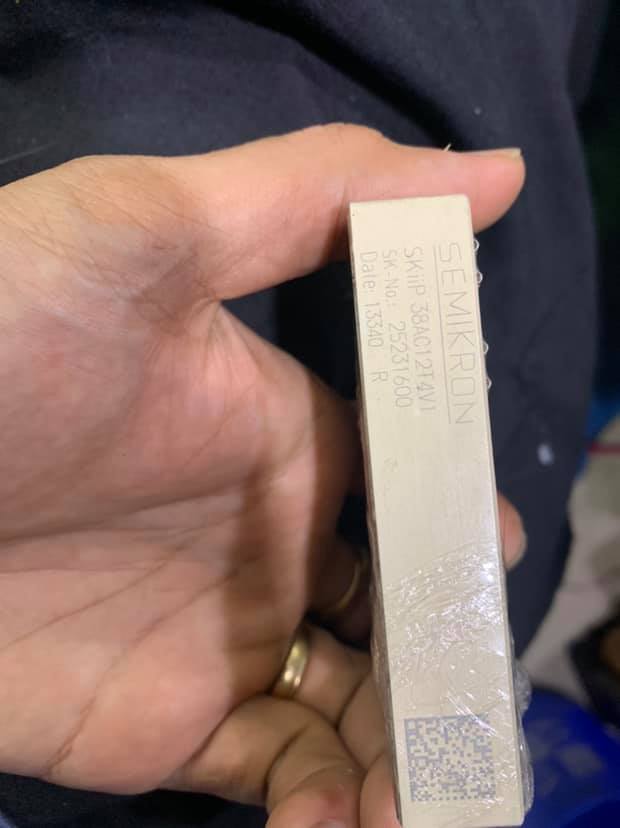 SEMIKRON
SKiiP 38AC12T4V1
SK-No.: 25231600
Date: 13340 R